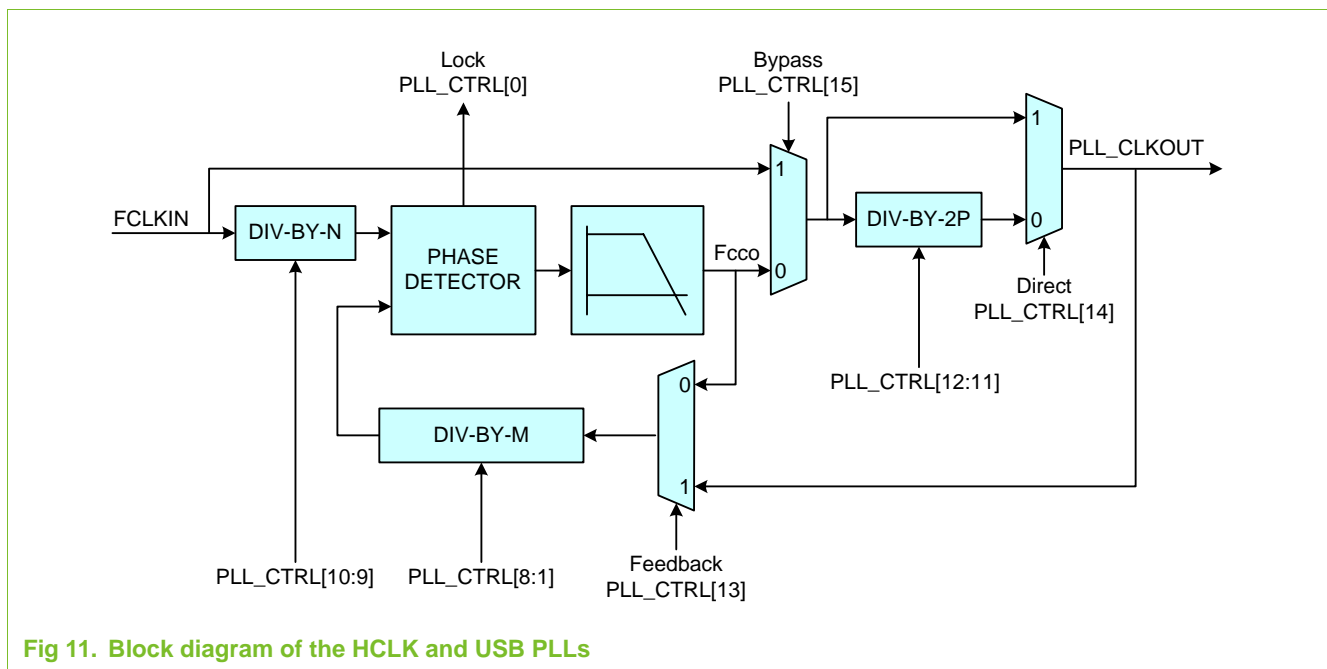 Lock
PLL_CTRL[0]
Bypass
PLL_CTRL[15]
1
1
PLL_CLKOUT
FCLKIN
DIV-BY-N
PHASE
DETECTOR
Fcco
0
DIV-BY-2P
0
Direct
PLL_CTRL[14]
0
PLL_CTRL[12:11]
DIV-BY-M
1
PLL_CTRL[10:9]
PLL_CTRL[8:1]
Feedback
PLL_CTRL[13]
Fig 11. Block diagram of the HCLK and USB PLLs